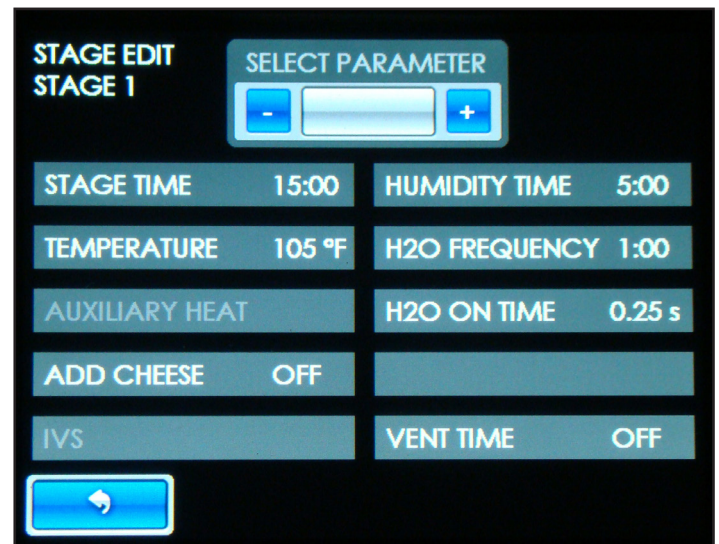 STAGE EDIT
STAGE 1
SELECT PARAMETER
- +
STAGE TIME 15:00
HUMIDITY TIME 5:00
TEMPERATURE 105 ºF
H2O FREQUENCY 1:00
AUXILIARY HEAT
H2O ON TIME 0.25 s
ADD CHEESE OFF
IVS
VENT TIME OFF